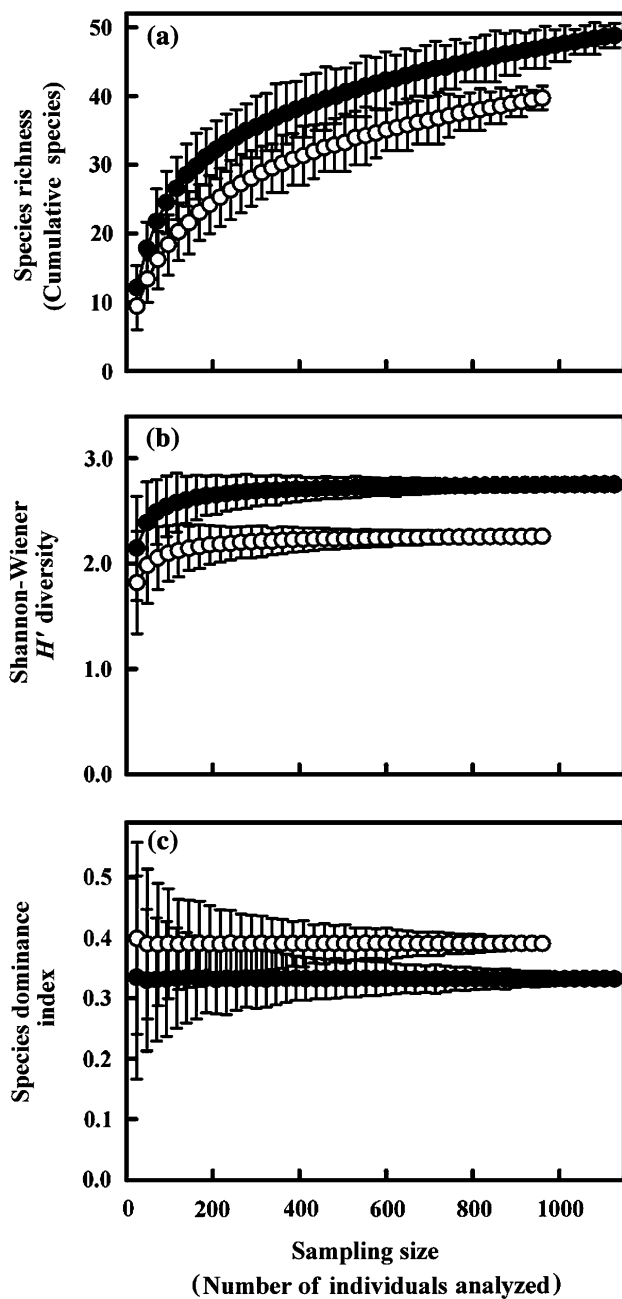 (a)
50
40
30
20
10
0
Species richness
(Cumulative species)
(b)
3.0
2.0
1.0
0.0
Shannon-Wiener
H′ diversity
(c)
0.5
0.4
0.3
0.2
0.1
0.0
Species dominance
index
0 200 400 600 800 1000
Sampling size
(Number of individuals analyzed)